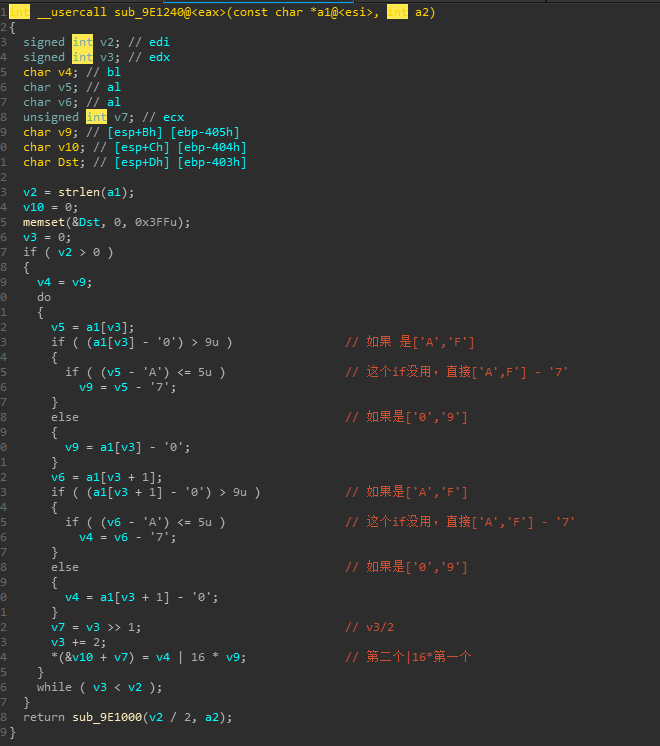 1 int __usercall sub_9E1240@<eax>(const char *a1@<esi>, int a2)
2 {
3 signed int v2; // edi
4 signed int v3; // edx
5 char v4; // bl
6 char v5; // al
7 char v6; // al
8 unsigned int v7; // ecx
9 char v9; // [esp+Bh] [ebp-405h]
0 char v10; // [esp+Ch] [ebp-404h]
1 char Dst; // [esp+Dh] [ebp-403h]
2
3 v2 = strlen(a1);
4 v10 = 0;
5 memset(&Dst, 0, 0x3FFu);
6 v3 = 0;
7 if ( v2 > 0 )
8 {
9 v4 = v9;
0 do
1 {
2 v5 = a1[v3];
3 if ( (a1[v3] - '0') > 9u ) // 如果 是['A','F']
4 {
5 if ( (v5 - 'A') <= 5u ) // 这个if没用，直接['A',F'] - '7'
6 v9 = v5 - '7';
7 }
8 else // 如果是['0','9']
9 {
0 v9 = a1[v3] - '0';
1 }
2 v6 = a1[v3 + 1];
3 if ( (a1[v3 + 1] - '0') > 9u ) // 如果是['A','F']
4 {
5 if ( (v6 - 'A') <= 5u ) // 这个if没用，直接['A','F'] - '7'
6 v4 = v6 - '7';
7 }
8 else // 如果是['0','9']
9 {
0 v4 = a1[v3 + 1] - '0';
1 }
2 v7 = v3 >> 1; // v3/2
3 v3 += 2;
4 *(&v10 + v7) = v4 | 16 * v9; // 第二个|16*第一个
5 }
6 while ( v3 < v2 );
7 }
8 return sub_9E1000(v2 / 2, a2);
9 }